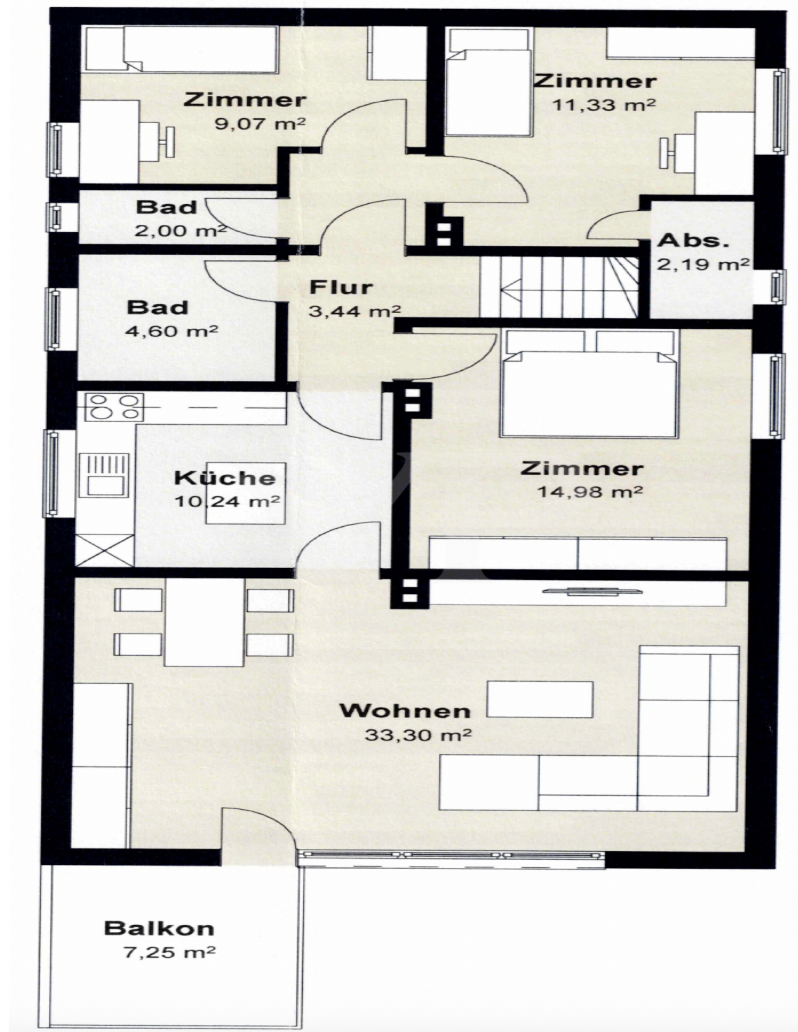 Zimmer
9,07 m²
Zimmer
11,33 m²
Bad
2,00 m²
Abs.
2,19 m²
Bad
4,60 m²
Flur
3,44 m²
Küche
10,24 m²
Zimmer
14,98 m²
Wohnen
33,30 m²
Balkon
7,25 m²